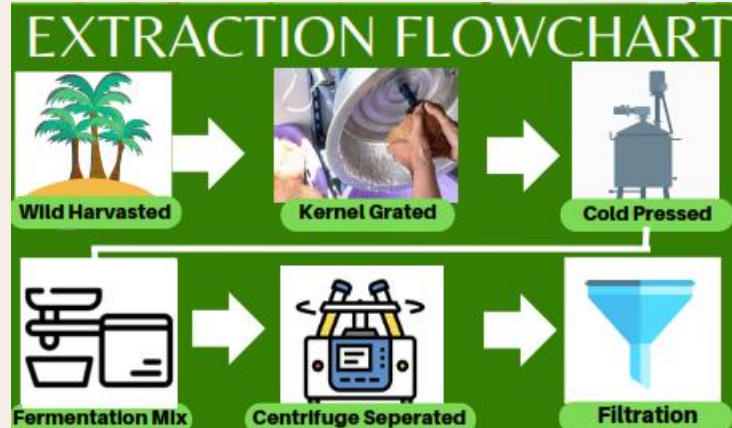 EXTRACTION FLOWCHART
Wild Harvasted
Kernel Grated
Cold Pressed
Fermentation Mix
Centrifuge Seperated
Filtration